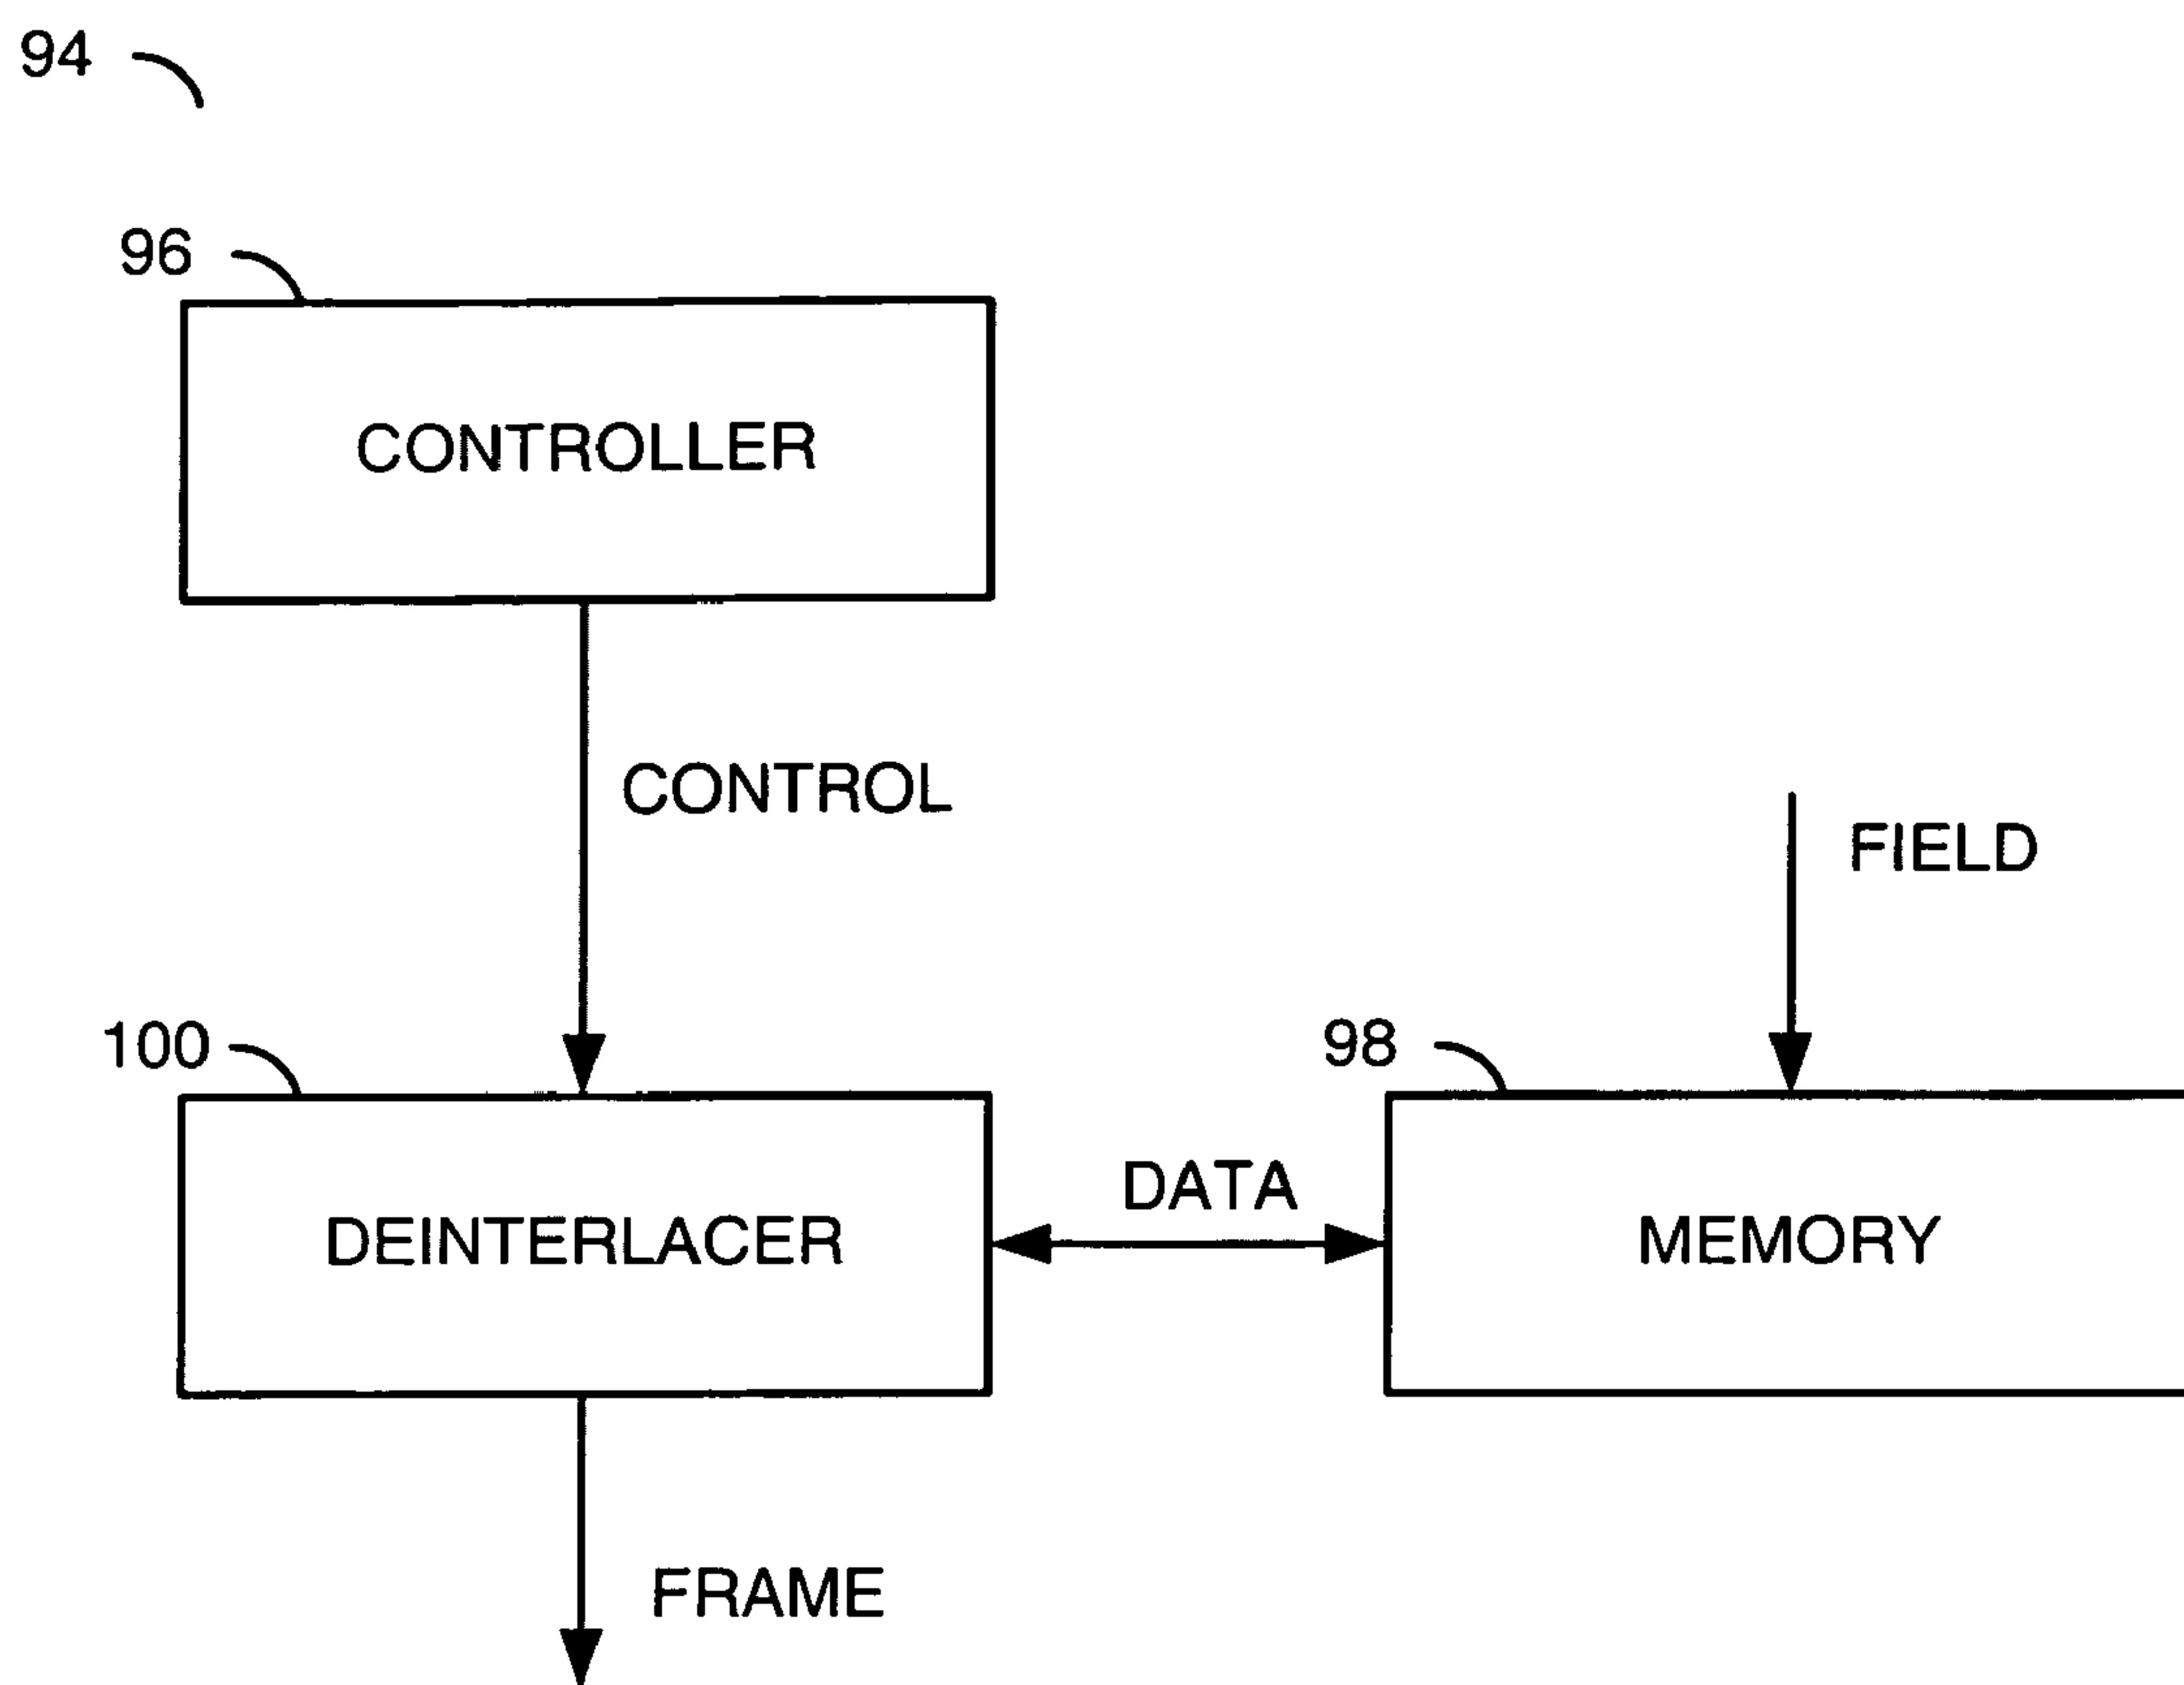 94
96
CONTROLLER
CONTROL
FIELD
100
98
DATA
DEINTERLACER
MEMORY
FRAME